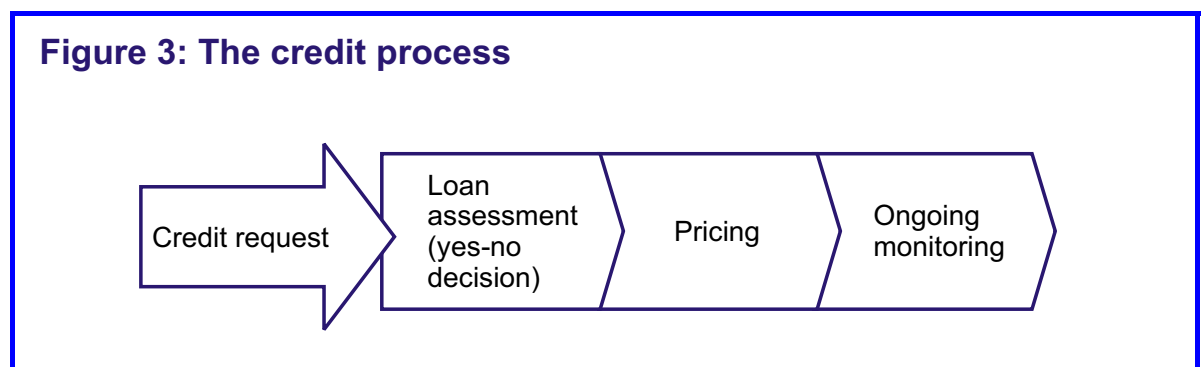 Figure 3: The credit process
Credit request
Loan
assessment
(yes-no
decision)
Pricing
Ongoing
monitoring